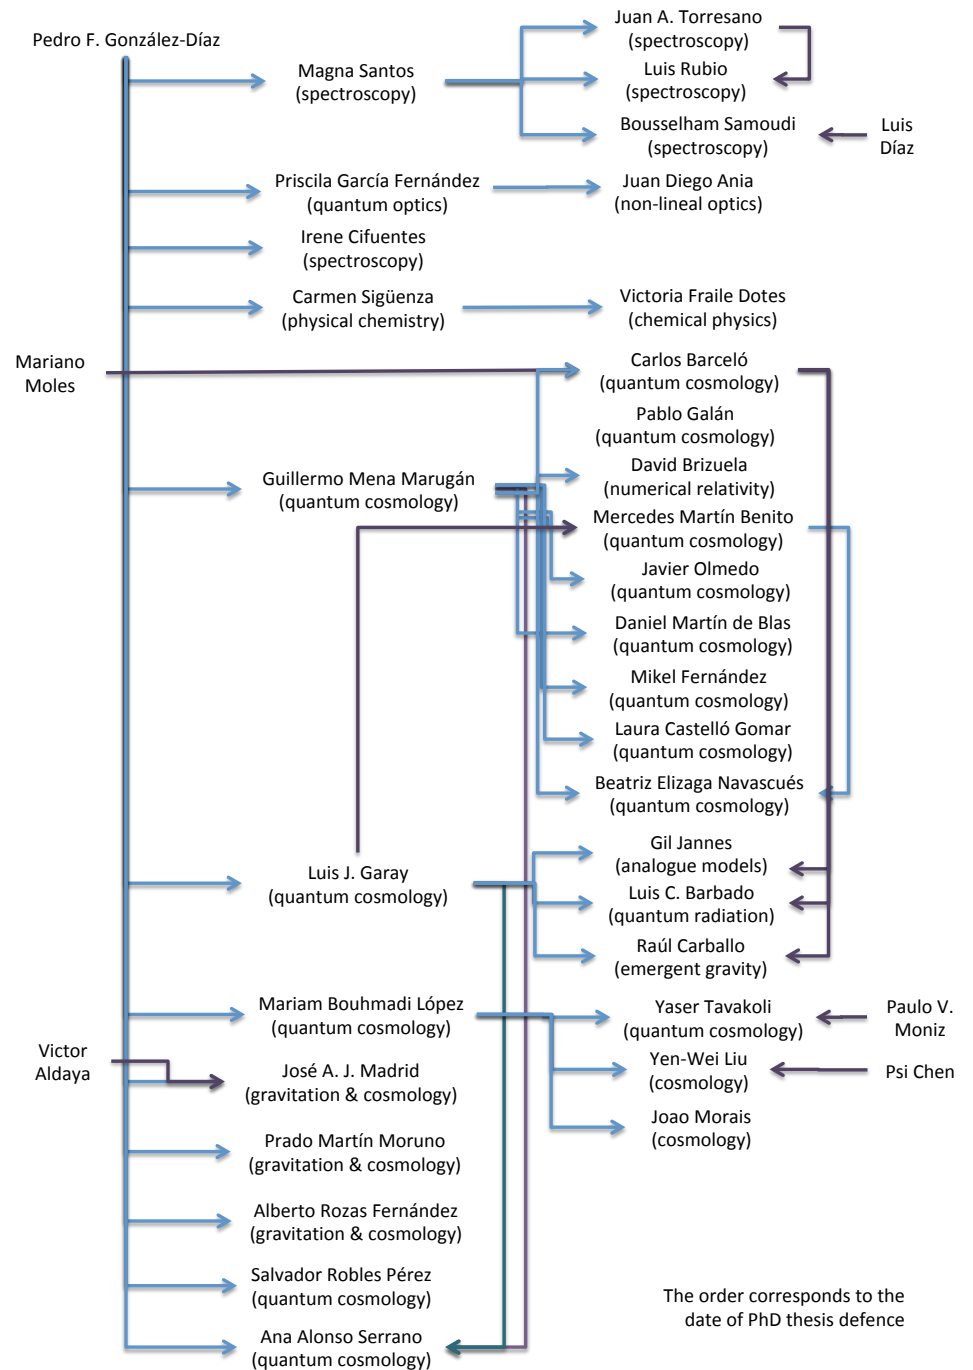 Pedro F. González-Díaz
Magna Santos
(spectroscopy)
Juan A. Torresano
(spectroscopy)
Luis Rubio
(spectroscopy)
Bousselham Samoudi
(spectroscopy)
Luis
Díaz
Priscila García Fernández
(quantum optics)
Juan Diego Ania
(non-lineal optics)
Irene Cifuentes
(spectroscopy)
Carmen Sigüenza
(physical chemistry)
Victoria Fraile Dotes
(chemical physics)
Mariano
Moles
Carlos Barceló
(quantum cosmology)
Pablo Galán
(quantum cosmology)
Guillermo Mena Marugán
(quantum cosmology)
David Brizuela
(numerical relativity)
Mercedes Martín Benito
(quantum cosmology)
Javier Olmedo
(quantum cosmology)
Daniel Martín de Blas
(quantum cosmology)
Mikel Fernández
(quantum cosmology)
Laura Castelló Gomar
(quantum cosmology)
Beatriz Elizaga Navascués
(quantum cosmology)
Luis J. Garay
(quantum cosmology)
Gil Jannes
(analogue models)
Luis C. Barbado
(quantum radiation)
Raúl Carballo
(emergent gravity)
Mariam Bouhmadi López
(quantum cosmology)
Yaser Tavakoli
(quantum cosmology)
Paulo V.
Moniz
Yen-Wei Liu
(cosmology)
Psi Chen
Joao Morais
(cosmology)
Victor
Aldaya
José A. J. Madrid
(gravitation & cosmology)
Prado Martín Moruno
(gravitation & cosmology)
Alberto Rozas Fernández
(gravitation & cosmology)
Salvador Robles Pérez
(quantum cosmology)
Ana Alonso Serrano
(quantum cosmology)
The order corresponds to the
date of PhD thesis defence